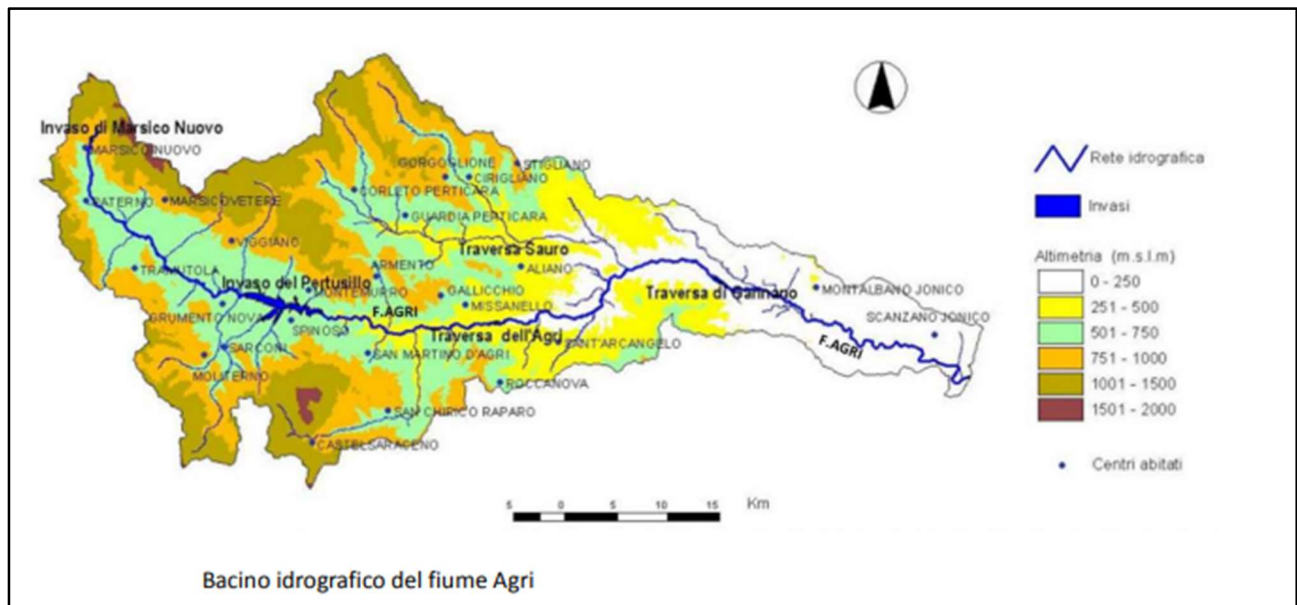 Invaso di Marsico Nuovo
MARSICO NUOVO
PATERNO
MARSICOVETERE
VIGGIANO
TRAMUTOLA
Invaso del Pertusillo
MONTEMURRO
GRUMENTO NOVA
SPINOSO
SARCONI
MOLITERNO
CASTELSARACENO
SAN CHIRICO RAPARO
SAN MARTINO D'AGRI
F.AGRI
ARMENTO
GALLICCHIO
MISSANELLO
CORLETO PERTICARA
GUARDIA PERTICARA
GORGOGLIONE
CIRIGLIANO
STIGLIANO
Traversa Sauro
ALIANO
Traversa dell'Agri
SANT'ARCANGELO
ROCCANOVA
Traversa di Gannano
MONTALBANO JONICO
SCANZANO JONICO
F.AGRI
Rete idrografica
Invasi
Altimetria (m.s.l.m)
0 - 250
251 - 500
501 - 750
751 - 1000
1001 - 1500
1501 - 2000
Centri abitati
5 0 5 10 15 Km
Bacino idrografico del fiume Agri